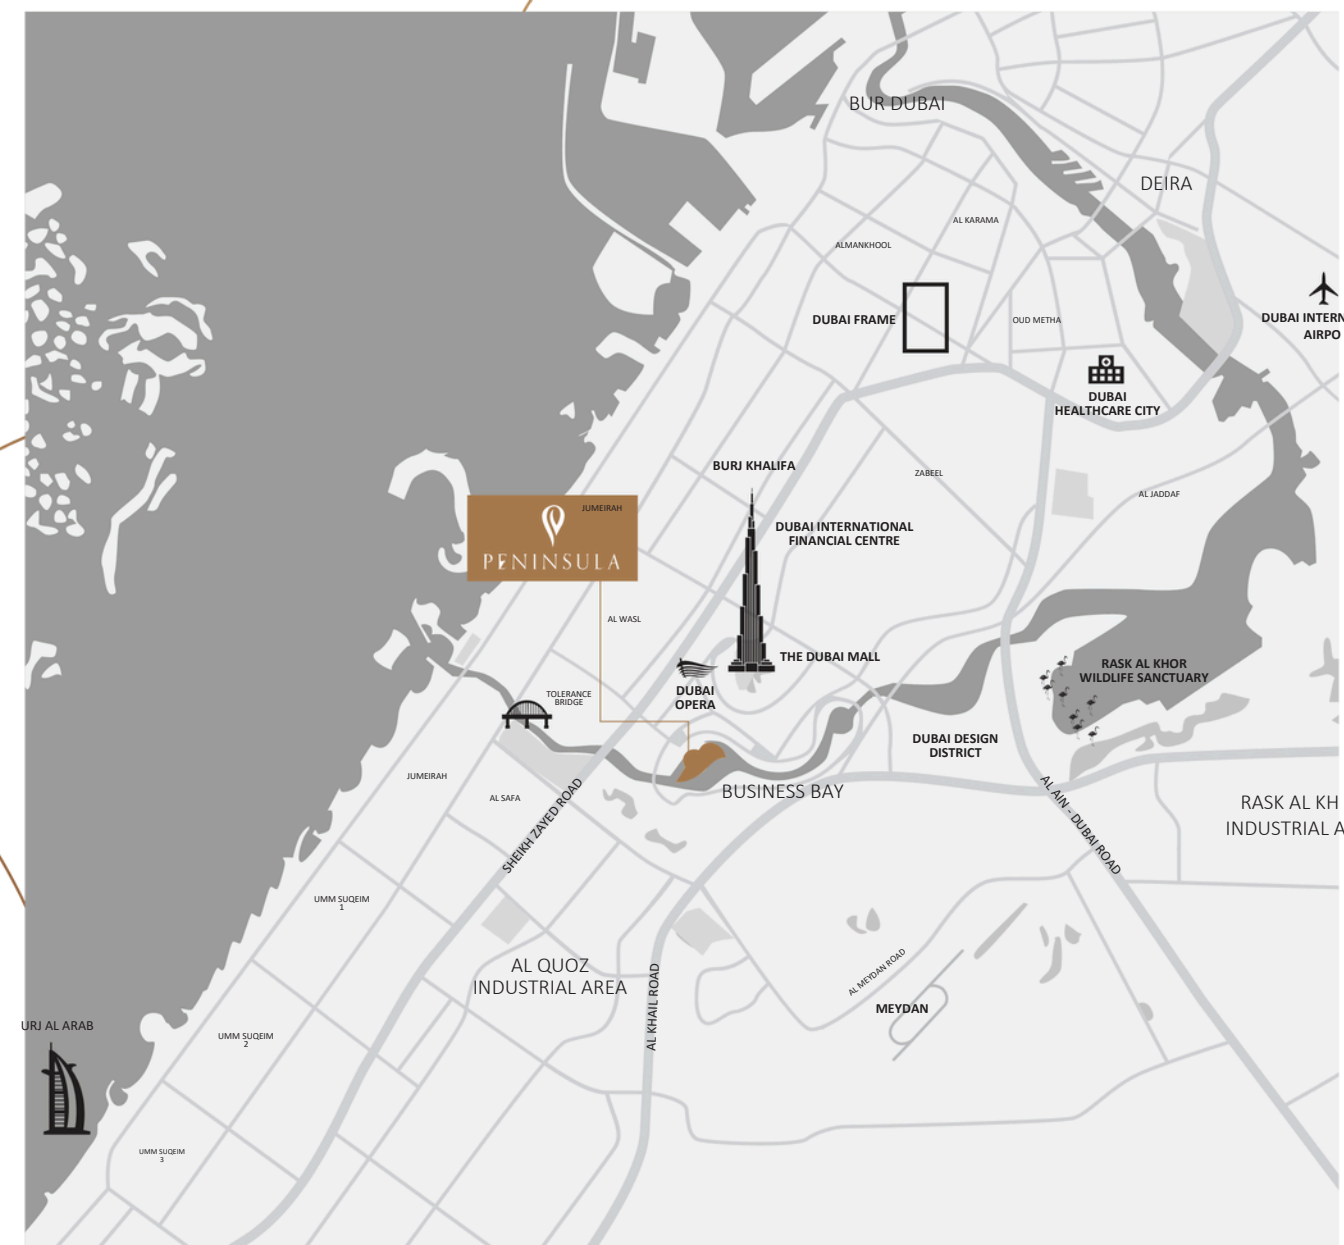 BUR DUBAI
DEIRA
AL KARAMA
ALMANKHOOL
DUBAI FRAME
OUD METHA
DUBAI INTERN
AIRPO
DUBAI
HEALTHCARE CITY
BURJ KHALIFA
ZABEEL
AL JADDAF
JUMEIRAH
PENINSULA
DUBAI INTERNATIONAL
FINANCIAL CENTRE
AL WASL
THE DUBAI MALL
RASK AL KHOR
WILDLIFE SANCTUARY
DUBAI
OPERA
TOLERANCE
BRIDGE
DUBAI DESIGN
DISTRICT
JUMEIRAH
AL SAFA
BUSINESS BAY
SHEIKH ZAYED ROAD
AL AIN - DUBAI ROAD
RASK AL KH
INDUSTRIAL A
UMM SUQEIM
1
AL QUOZ
INDUSTRIAL AREA
AL KHAIL ROAD
AL MEYDAN ROAD
MEYDAN
URJ AL ARAB
UMM SUQEIM
2
UMM SUQEIM
3